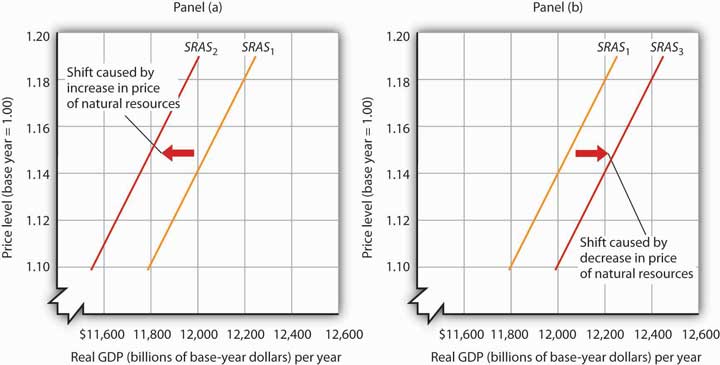 Panel (a)
Price level (base year = 1.00)
1.20
1.18
1.16
1.14
1.12
1.10
SRAS2
SRAS1
Shift caused by
increase in price
of natural resources
$11,600 11,800 12,000 12,200 12,400 12,600
Real GDP (billions of base-year dollars) per year
Panel (b)
Price level (base year = 1.00)
1.20
1.18
1.16
1.14
1.12
1.10
SRAS1
SRAS3
Shift caused by
decrease in price
of natural resources
$11,600 11,800 12,000 12,200 12,400 12,600
Real GDP (billions of base-year dollars) per year